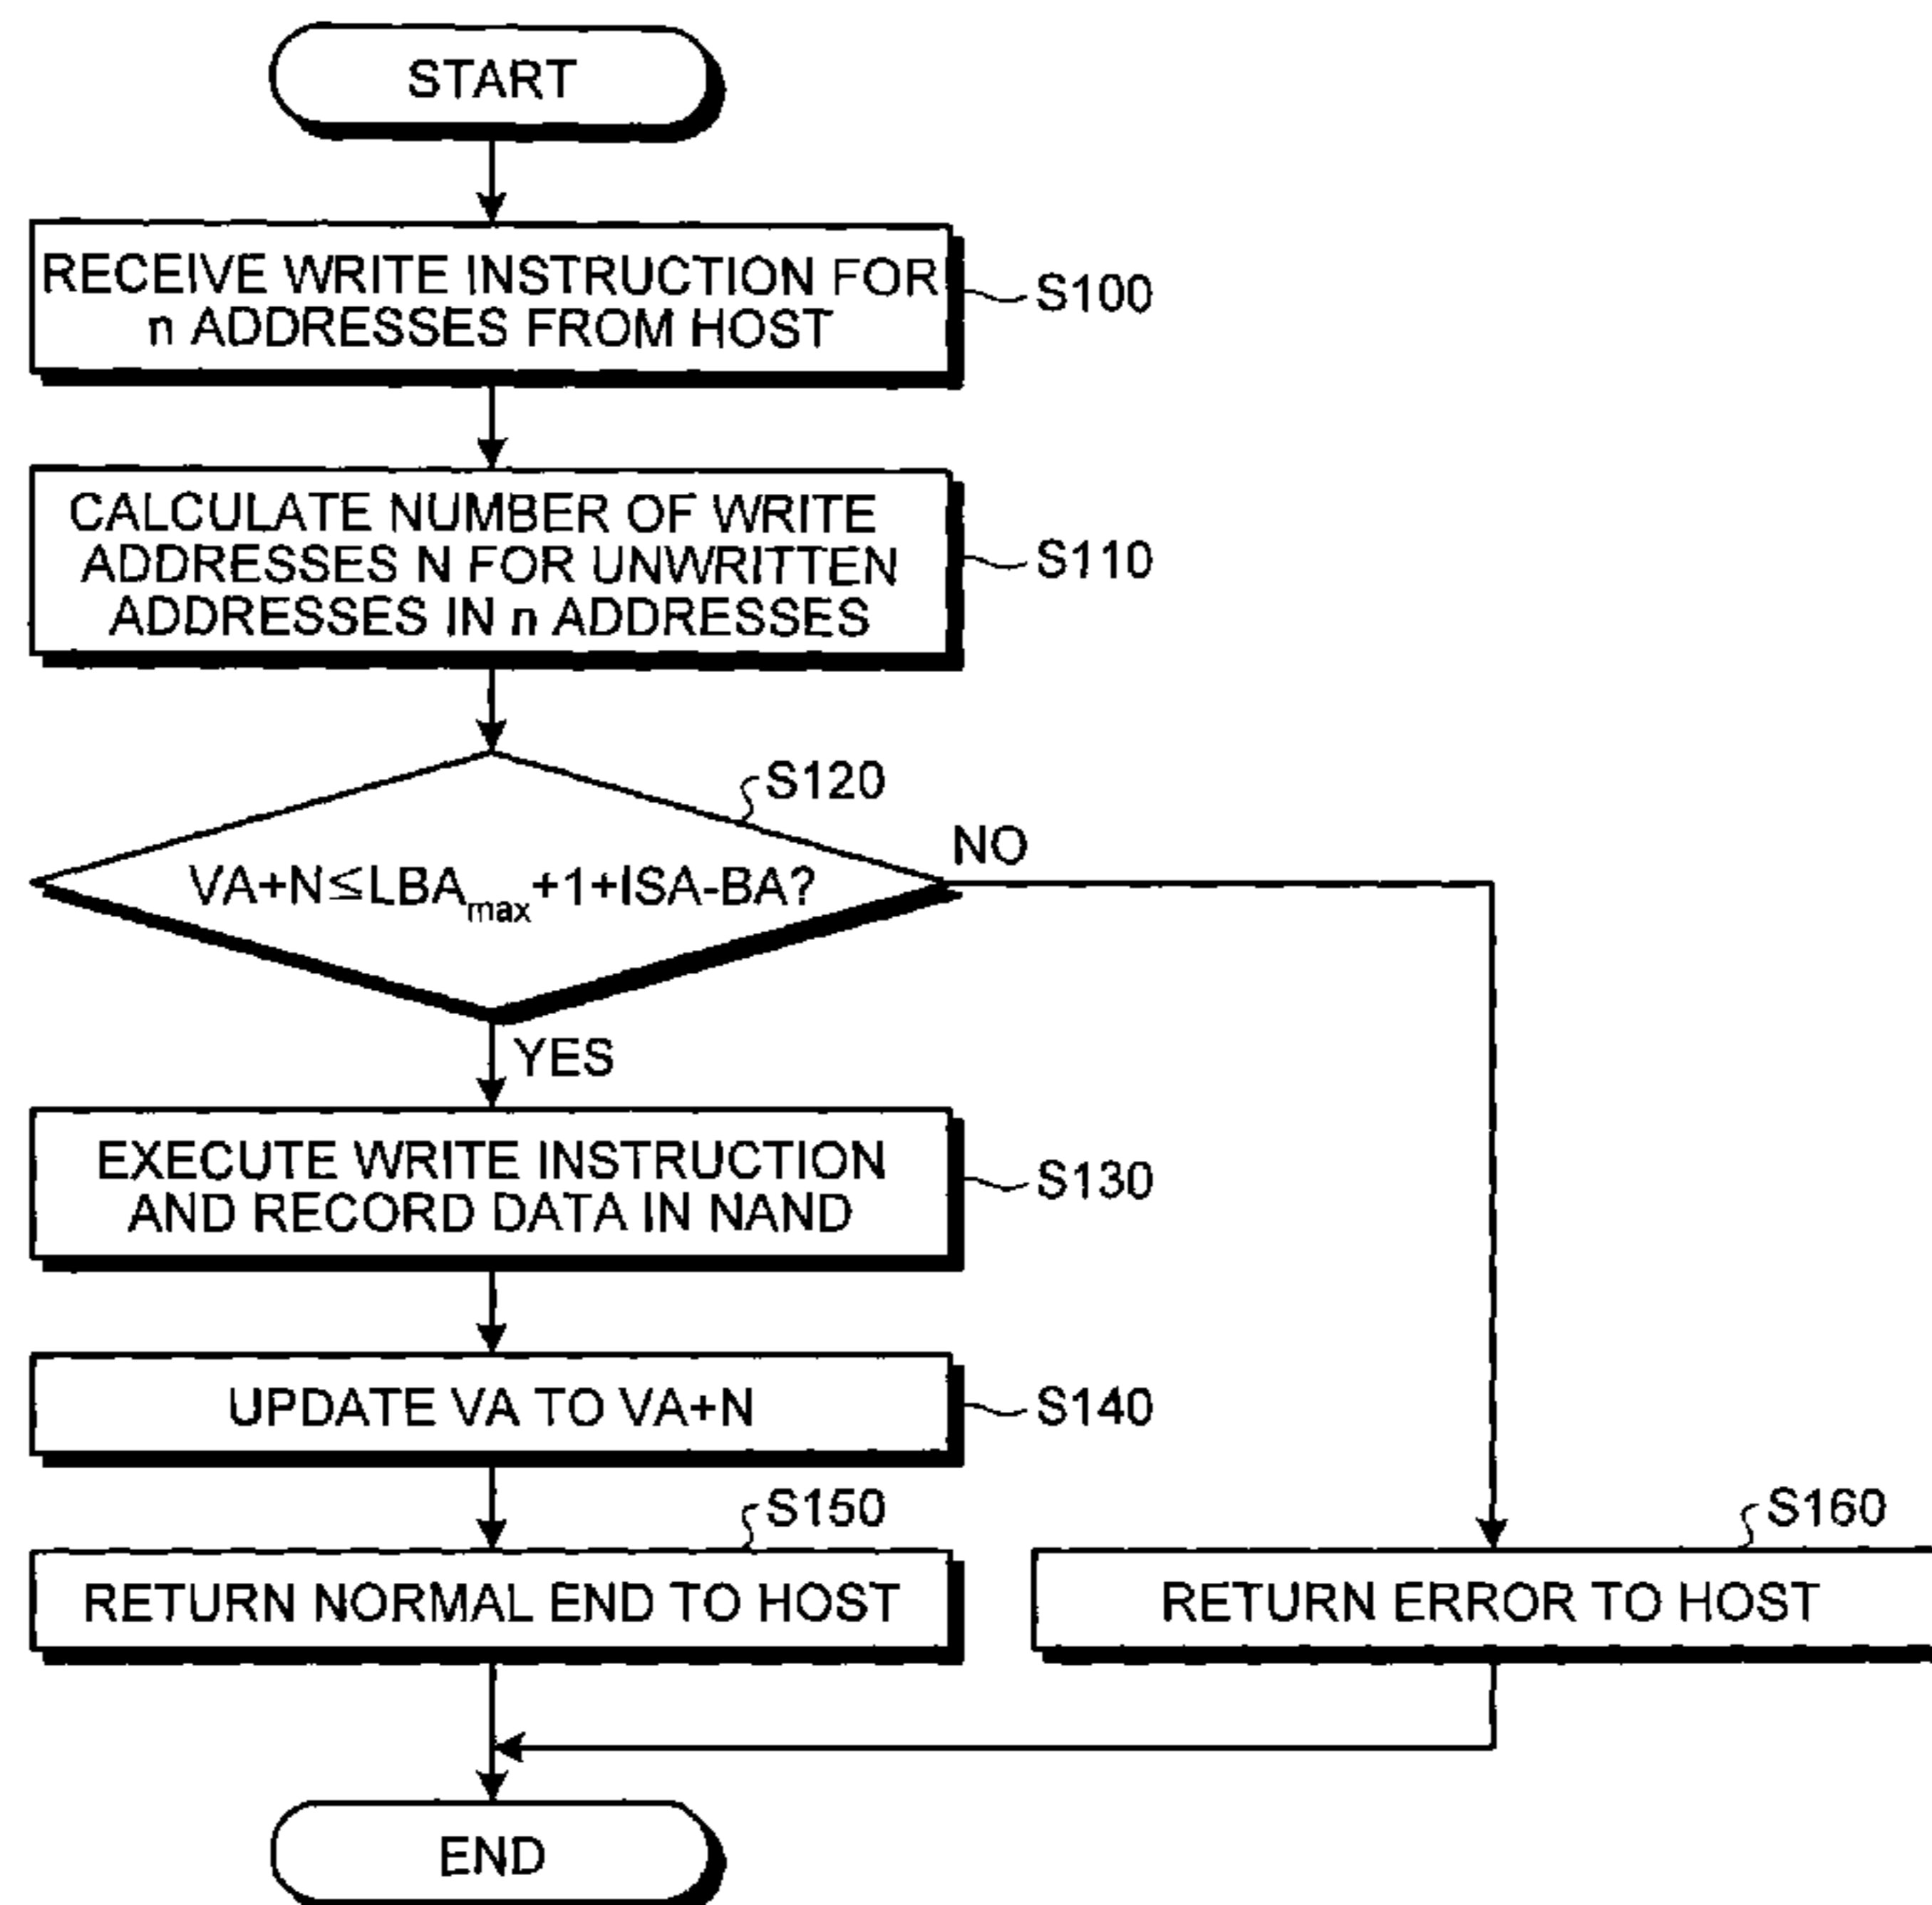 START
RECEIVE WRITE INSTRUCTION FOR
n ADDRESSES FROM HOST
S100
CALCULATE NUMBER OF WRITE
ADDRESSES N FOR UNWRITTEN
ADDRESSES IN n ADDRESSES
S110
S120
VA+N≦LBAmax+1+ISA-BA?
NO
YES
EXECUTE WRITE INSTRUCTION
AND RECORD DATA IN NAND
S130
UPDATE VA TO VA+N
S140
S150
RETURN NORMAL END TO HOST
S160
RETURN ERROR TO HOST
END